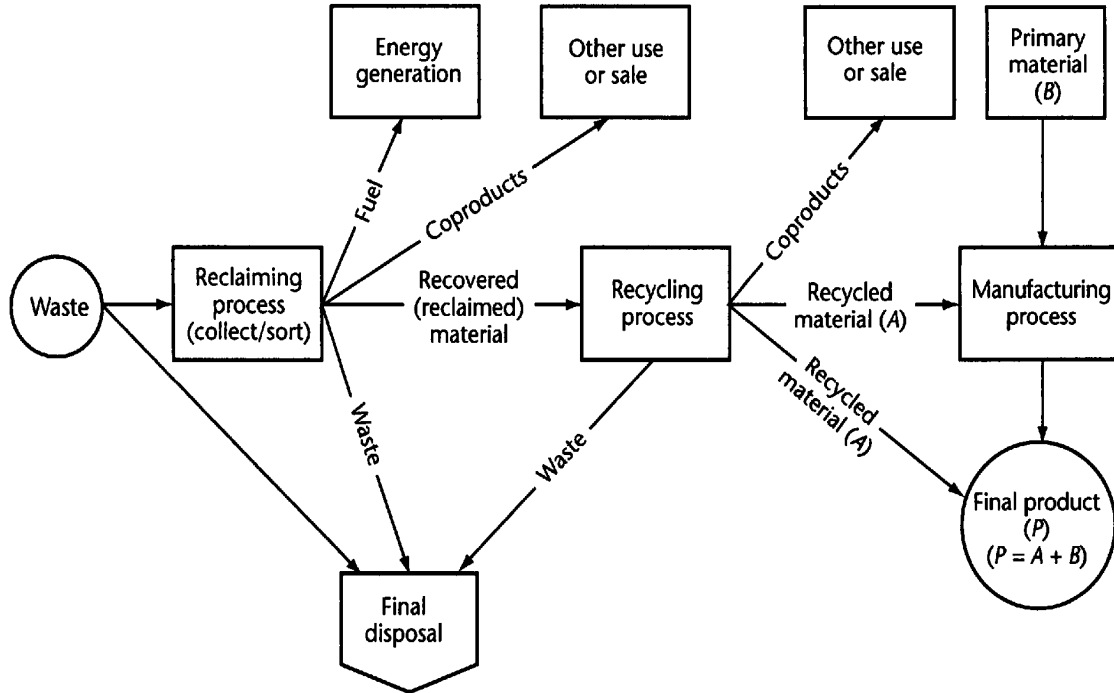 Energy
generation
Other use
or sale
Other use
or sale
Primary
material
(B)
Fuel
Coproducts
Coproducts
Waste
Reclaiming
process
(collect/sort)
Recovered
(reclaimed)
material
Recycling
process
Recycled
material (A)
Manufacturing
process
Recycled
material (A)
Waste
Waste
Final product
(P)
(P = A + B)
Final
disposal